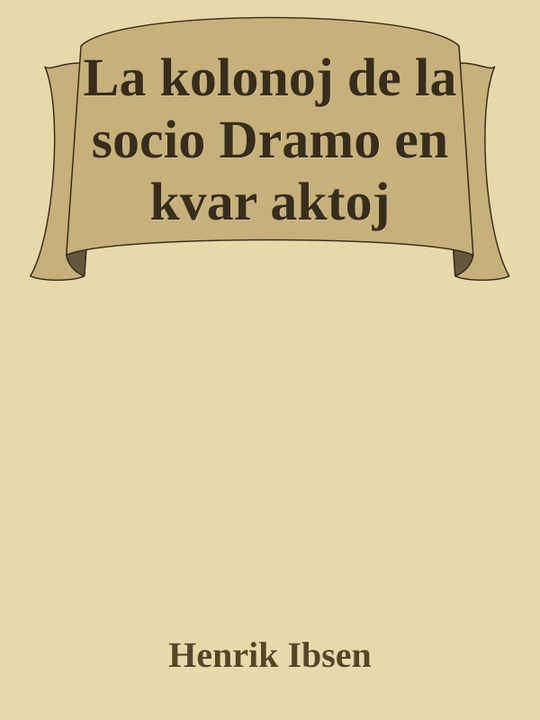 La kolonoj de la
socio Dramo en
kvar aktoj
Henrik Ibsen